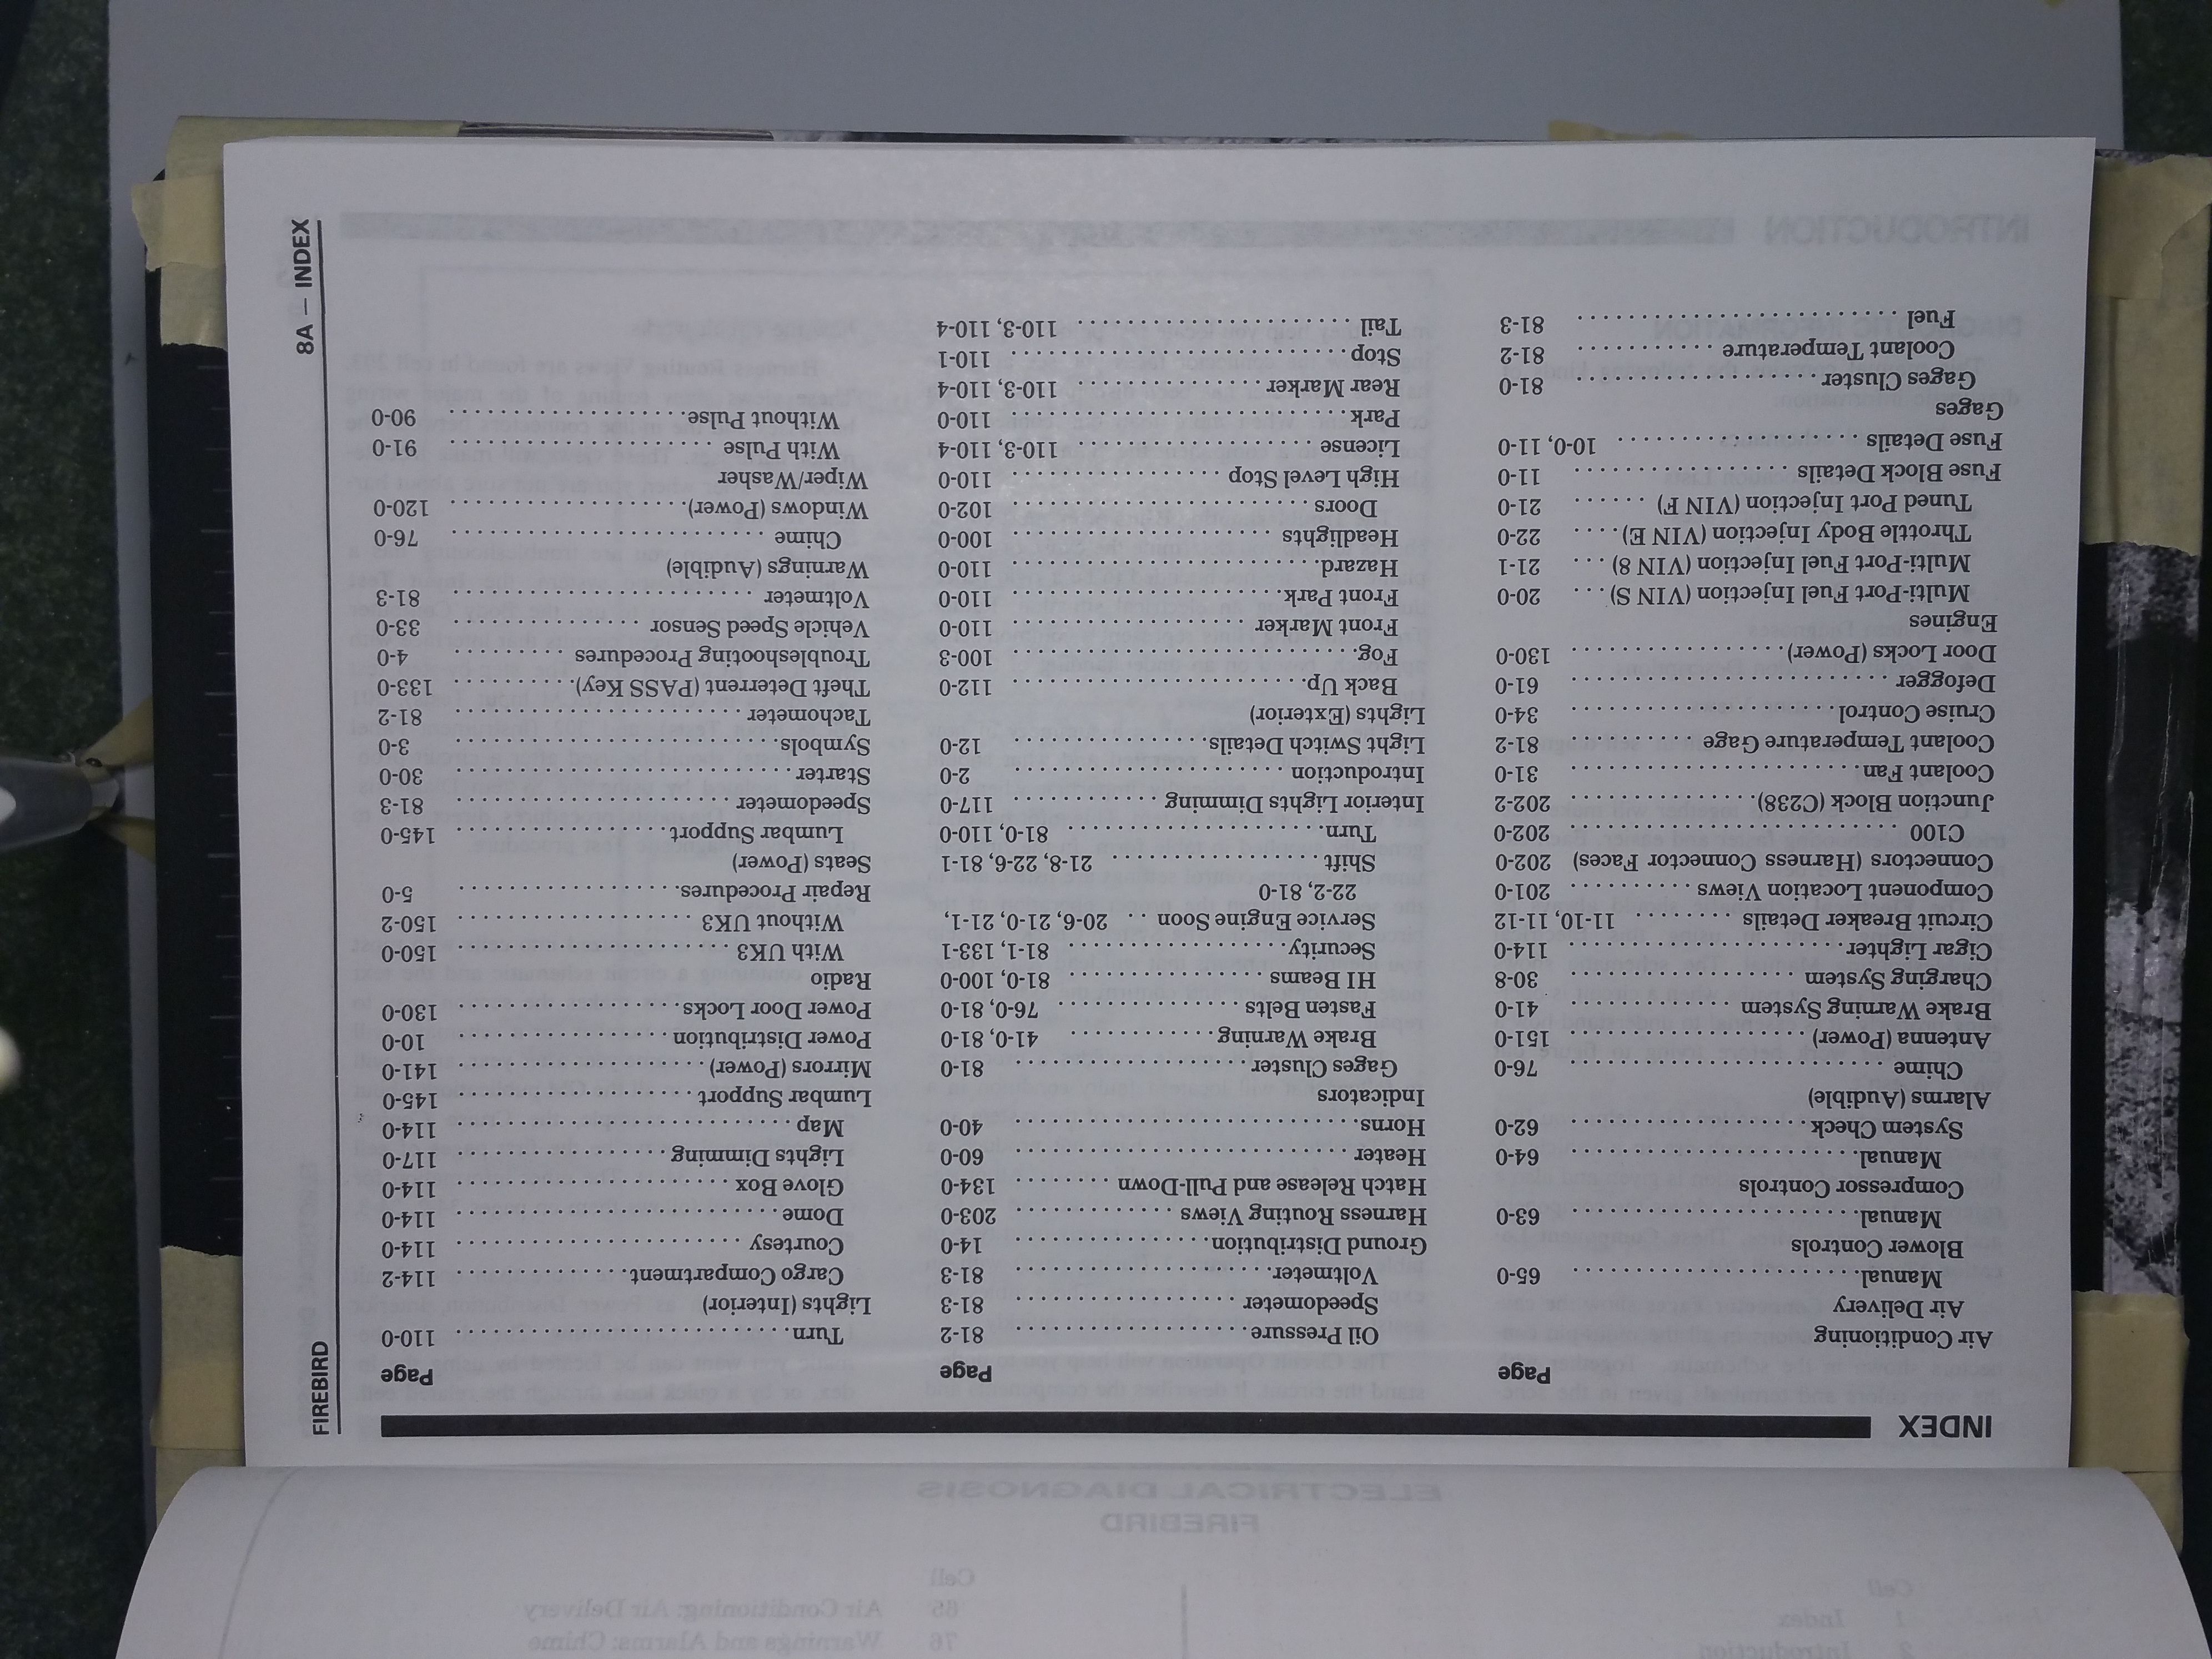 INDEX
Page
Air Conditioning
Air Delivery
Manual. . . . . . . . . . . . . . . . . . . . . . . . 65-0
Blower Controls
Manual. . . . . . . . . . . . . . . . . . . . . . . . 63-0
Compressor Controls
Manual. . . . . . . . . . . . . . . . . . . . . . . . 64-0
System Check . . . . . . . . . . . . . . . . . . . . 62-0
Alarms (Audible)
Chime . . . . . . . . . . . . . . . . . . . . . . . . . . 76-0
Antenna (Power) . . . . . . . . . . . . . . . . . . . 151-0
Brake Warning System . . . . . . . . . . . . . . 41-0
Charging System . . . . . . . . . . . . . . . . . . . 30-8
Cigar Lighter. . . . . . . . . . . . . . . . . . . . . . . 114-0
Circuit Breaker Details . . . . . . . . 11-10, 11-12
Component Location Views . . . . . . . . . . 201-0
Connectors (Harness Connector Faces) 202-0
C100 . . . . . . . . . . . . . . . . . . . . . . . . . . . 202-0
Junction Block (C238). . . . . . . . . . . . . . . . 202-2
Coolant Fan. . . . . . . . . . . . . . . . . . . . . . . . 31-0
Coolant Temperature Gage . . . . . . . . . . 81-2
Cruise Control. . . . . . . . . . . . . . . . . . . . . . 34-0
Defogger . . . . . . . . . . . . . . . . . . . . . . . . . . 61-0
Door Locks (Power) . . . . . . . . . . . . . . . . . 130-0
Engines
Multi-Port Fuel Injection (VIN S) . . . 20-0
Multi-Port Fuel Injection (VIN 8) . . . 21-1
Throttle Body Injection (VIN E) . . . . 22-0
Tuned Port Injection (VIN F) . . . . . . 21-0
Fuse Block Details . . . . . . . . . . . . . . . . . . 11-0
Fuse Details . . . . . . . . . . . . . . . . . . 10-0, 11-0
Gages
Gages Cluster. . . . . . . . . . . . . . . . . . . . 81-0
Coolant Temperature . . . . . . . . . . . . 81-2
Fuel . . . . . . . . . . . . . . . . . . . . . . . . . . . . 81-3
Page
Oil Pressure. . . . . . . . . . . . . . . . . . . . . 81-2
Speedometer . . . . . . . . . . . . . . . . . . . . 81-3
Voltmeter. . . . . . . . . . . . . . . . . . . . . . . 81-3
Ground Distribution. . . . . . . . . . . . . . . . . 14-0
Harness Routing Views . . . . . . . . . . . . . . 203-0
Hatch Release and Pull-Down . . . . . . . . 134-0
Heater . . . . . . . . . . . . . . . . . . . . . . . . . . . . . 60-0
Horns. . . . . . . . . . . . . . . . . . . . . . . . . . . . . . 40-0
Indicators
Gages Cluster . . . . . . . . . . . . . . . . . . . 81-0
Brake Warning. . . . . . . . . . . . . . 41-0, 81-0
Fasten Belts . . . . . . . . . . . . . . . . 76-0, 81-0
HI Beams . . . . . . . . . . . . . . . . . . 81-0, 100-0
Security. . . . . . . . . . . . . . . . . . . 81-1, 133-1
Service Engine Soon . . 20-6, 21-0, 21-1,
22-2, 81-0
Shift. . . . . . . . . . . . . . . . . . 21-8, 22-6, 81-1
Turn. . . . . . . . . . . . . . . . . . . . . . 81-0, 110-0
Interior Lights Dimming . . . . . . . . . . . . . 117-0
Introduction . . . . . . . . . . . . . . . . . . . . . . . . 2-0
Light Switch Details. . . . . . . . . . . . . . . . . 12-0
Lights (Exterior)
Back Up. . . . . . . . . . . . . . . . . . . . . . . . . 112-0
Fog. . . . . . . . . . . . . . . . . . . . . . . . . . . . . 100-3
Front Marker . . . . . . . . . . . . . . . . . . . . 110-0
Front Park. . . . . . . . . . . . . . . . . . . . . . . 110-0
Hazard. . . . . . . . . . . . . . . . . . . . . . . . . . 110-0
Headlights . . . . . . . . . . . . . . . . . . . . . . 100-0
Doors . . . . . . . . . . . . . . . . . . . . . . . . . . 102-0
High Level Stop . . . . . . . . . . . . . . . . . 110-0
License . . . . . . . . . . . . . . . . . . . 110-3, 110-4
Park. . . . . . . . . . . . . . . . . . . . . . . . . . . . 110-0
Rear Marker . . . . . . . . . . . . . . . 110-3, 110-4
Stop . . . . . . . . . . . . . . . . . . . . . . . . . . . . 110-1
Tail . . . . . . . . . . . . . . . . . . . . . . . 110-3, 110-4
Page
Turn. . . . . . . . . . . . . . . . . . . . . . . . . . . . 110-0
Lights (Interior)
Cargo Compartment. . . . . . . . . . . . . . 114-2
Courtesy . . . . . . . . . . . . . . . . . . . . . . . . 114-0
Dome . . . . . . . . . . . . . . . . . . . . . . . . . . . 114-0
Glove Box . . . . . . . . . . . . . . . . . . . . . . . 114-0
Lights Dimming . . . . . . . . . . . . . . . . . 117-0
Map . . . . . . . . . . . . . . . . . . . . . . . . . . . . 114-0
Lumbar Support . . . . . . . . . . . . . . . . . . . . 145-0
Mirrors (Power) . . . . . . . . . . . . . . . . . . . . 141-0
Power Distribution . . . . . . . . . . . . . . . . . . 10-0
Power Door Locks. . . . . . . . . . . . . . . . . . . 130-0
Radio
With UK3 . . . . . . . . . . . . . . . . . . . . . . . 150-0
Without UK3 . . . . . . . . . . . . . . . . . . . . 150-2
Repair Procedures. . . . . . . . . . . . . . . . . . . 5-0
Seats (Power)
Lumbar Support . . . . . . . . . . . . . . . . . 145-0
Speedometer . . . . . . . . . . . . . . . . . . . . . . . 81-3
Starter. . . . . . . . . . . . . . . . . . . . . . . . . . . . . 30-0
Symbols. . . . . . . . . . . . . . . . . . . . . . . . . . . . 3-0
Tachometer . . . . . . . . . . . . . . . . . . . . . . . . 81-2
Theft Deterrent (PASS Key) . . . . . . . . . . 133-0
Troubleshooting Procedures . . . . . . . . . 4-0
Vehicle Speed Sensor . . . . . . . . . . . . . . . 33-0
Voltmeter . . . . . . . . . . . . . . . . . . . . . . . . . . 81-3
Warnings (Audible)
Chime . . . . . . . . . . . . . . . . . . . . . . . . . . 76-0
Windows (Power). . . . . . . . . . . . . . . . . . . . 120-0
Wiper/Washer
With Pulse . . . . . . . . . . . . . . . . . . . . . . 91-0
Without Pulse. . . . . . . . . . . . . . . . . . . . 90-0
FIREBIRD
8A — INDEX
INTRODUCTION
ELECTRICAL DIAGNOSIS
FIREBIRD
Cell
1 Index
2 Introduction
Cell
65 Air Conditioning: Air Delivery
76 Warnings and Alarms: Chime